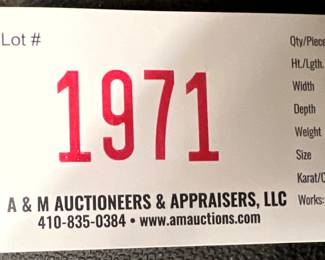 Lot #
1971
A & M AUCTIONEERS & APPRAISERS, LLC
410-835-0384 • www.amauctions.com
Qty/Piece
Ht./Lgth.
Width
Depth
Weight
Size
Karat/C
Works: